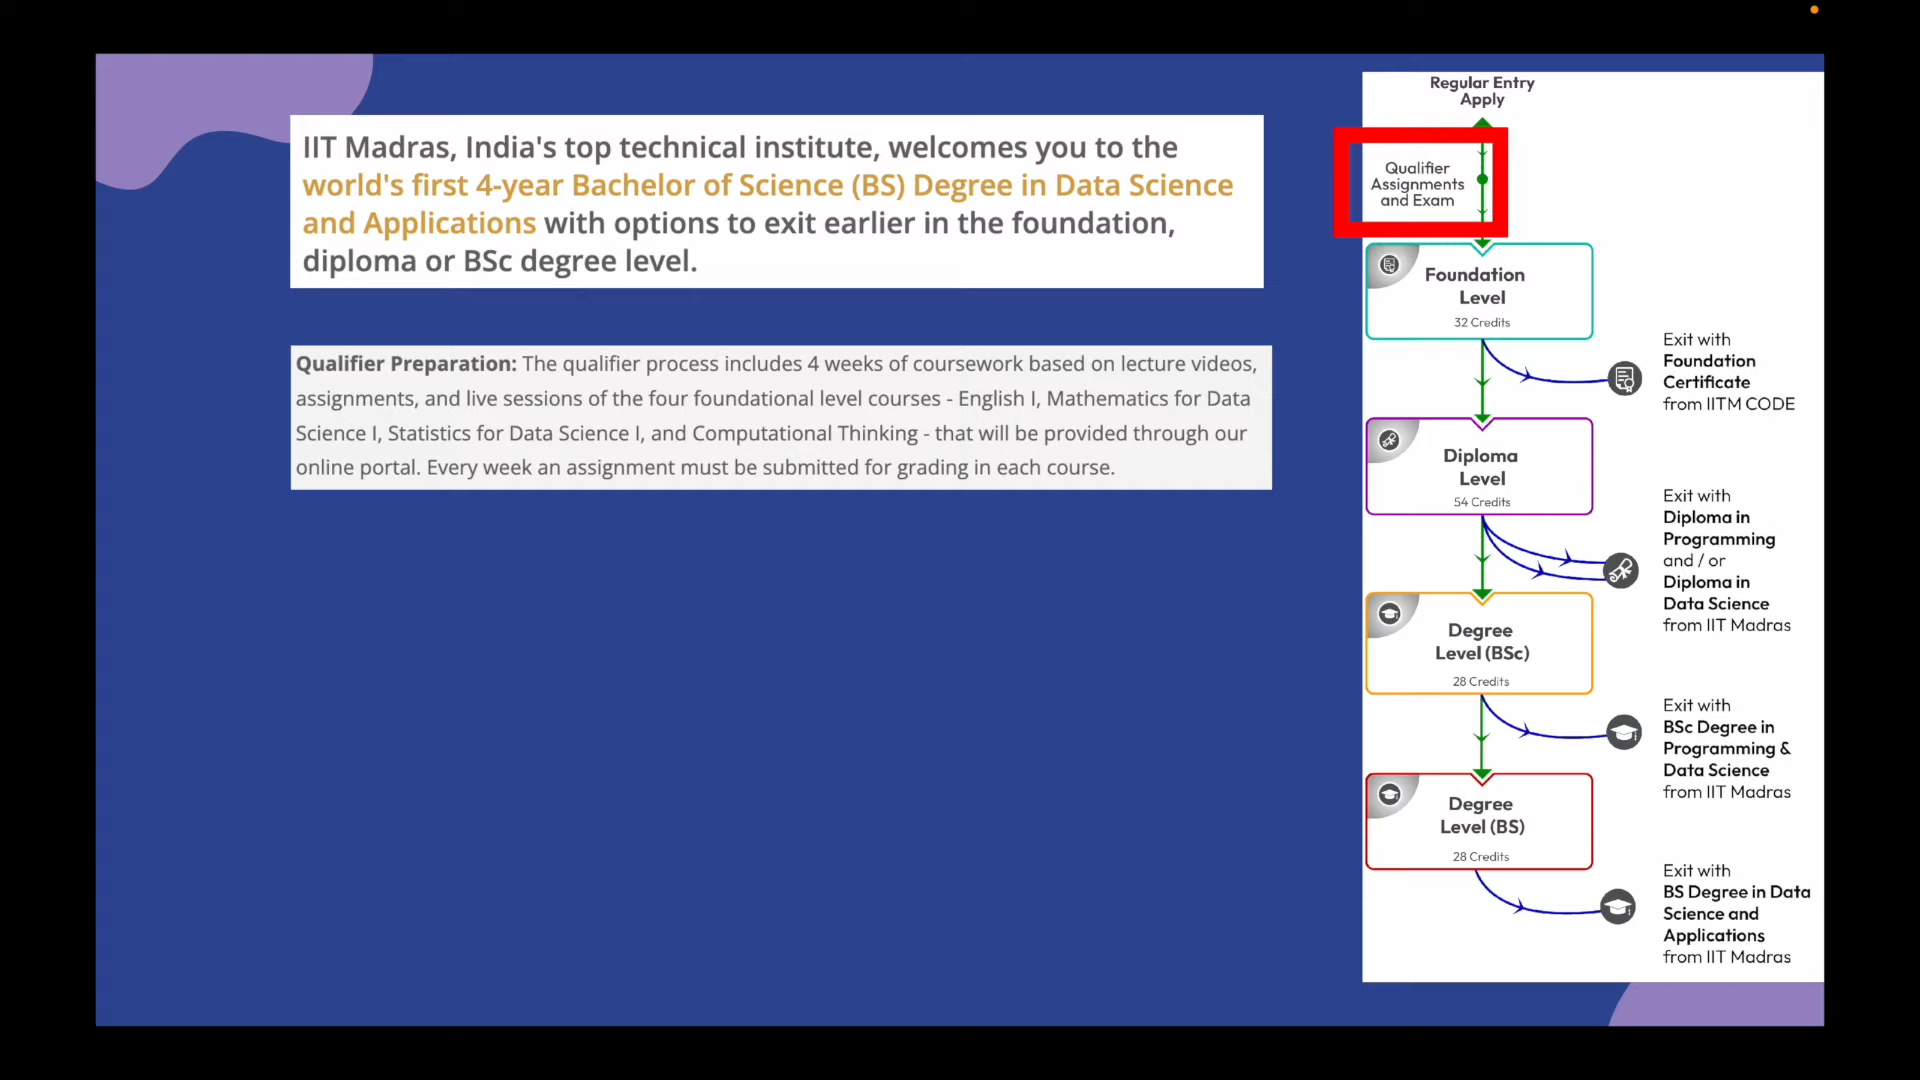 IIT Madras, India's top technical institute, welcomes you to the
world's first 4-year Bachelor of Science (BS) Degree in Data Science
and Applications with options to exit earlier in the foundation,
diploma or BSc degree level.
Qualifier Preparation: The qualifier process includes 4 weeks of coursework based on lecture videos,
assignments, and live sessions of the four foundational level courses - English I, Mathematics for Data
Science I, Statistics for Data Science I, and Computational Thinking - that will be provided through our
online portal. Every week an assignment must be submitted for grading in each course.
Regular Entry
Apply
Qualifier
Assignments
and Exam
Foundation
Level
32 Credits
Exit with
Foundation
Certificate
from IITM CODE
Diploma
Level
54 Credits
Exit with
Diploma in
Programming
and / or
Diploma in
Data Science
from IIT Madras
Degree
Level (BSc)
28 Credits
Exit with
BSc Degree in
Programming &
Data Science
from IIT Madras
Degree
Level (BS)
28 Credits
Exit with
BS Degree in Data
Science and
Applications
from IIT Madras